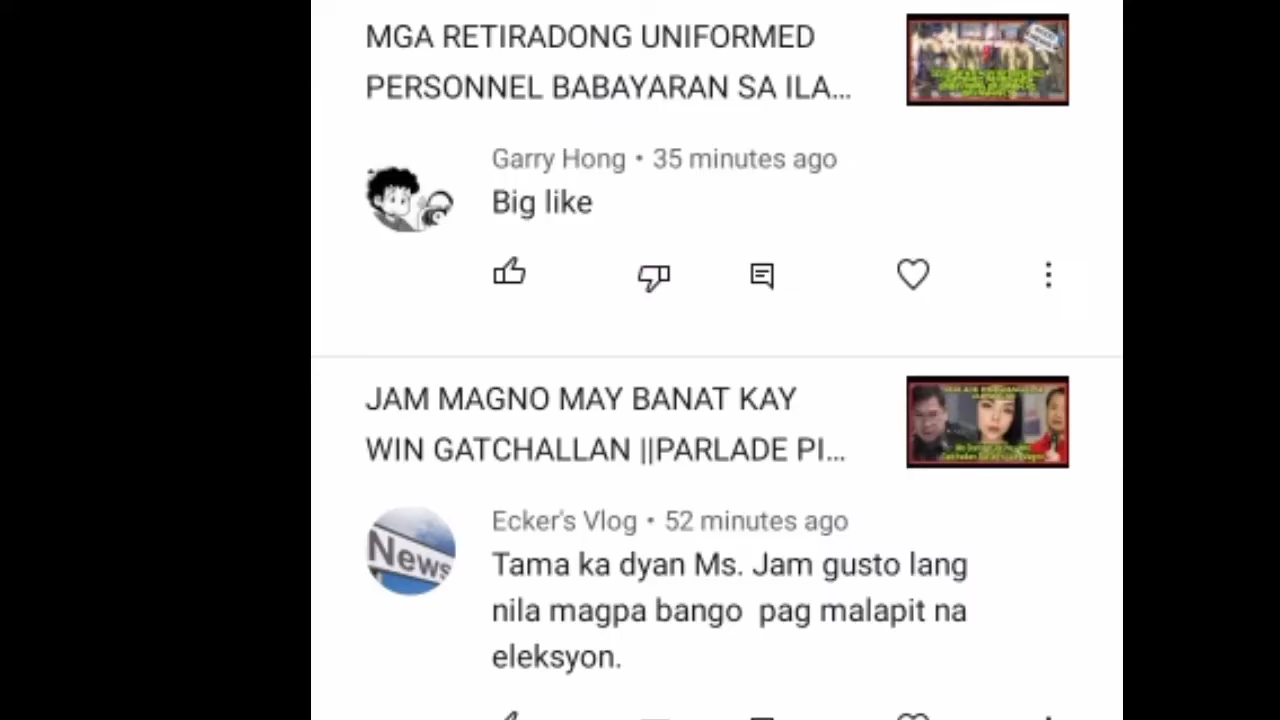 MGA RETIRADONG UNIFORMED
PERSONNEL BABAYARAN SA ILA...
Garry Hong • 35 minutes ago
Big like
JAM MAGNO MAY BANAT KAY
WIN GATCHALLAN ||PARLADE PI...
Ecker's Vlog • 52 minutes ago
News
Tama ka dyan Ms. Jam gusto lang
nila magpa bango pag malapit na
eleksyon.